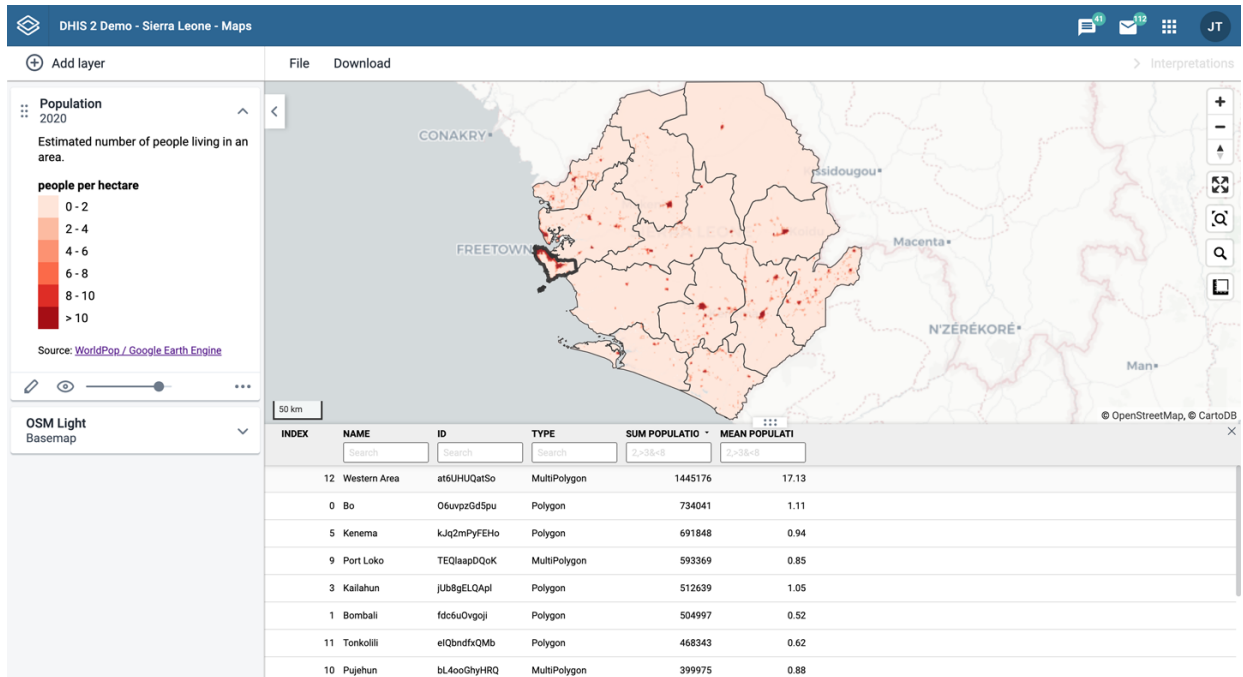 DHIS 2 Demo - Sierra Leone - Maps
41
112
JT
Add layer
File
Download
Interpretations
Population
2020
Estimated number of people living in an
area.
people per hectare
0 - 2
2 - 4
4 - 6
6 - 8
8 - 10
> 10
Source: WorldPop / Google Earth Engine
OSM Light
Basemap
CONAKRY
ssidougou
FREETOWN
Macenta
N'ZÉRÉKORÉ
Man
50 km
© OpenStreetMap, © CartoDB
INDEX NAME ID TYPE SUM POPULATIO MEAN POPULATI
Search Search Search 2,>3&<8 2,>3&<8
12 Western Area at6UHUQatSo MultiPolygon 1445176 17.13
0 Bo O6uvpzGd5pu Polygon 734041 1.11
5 Kenema kJq2mPyFEHo Polygon 691848 0.94
9 Port Loko TEQlaapDQoK MultiPolygon 593369 0.85
3 Kailahun jUb8gELQApl Polygon 512639 1.05
1 Bombali fdc6uOvgoji Polygon 504997 0.52
11 Tonkolili eIQbndfxQMb Polygon 468343 0.62
10 Pujehun bL4ooGhyHRQ MultiPolygon 399975 0.88